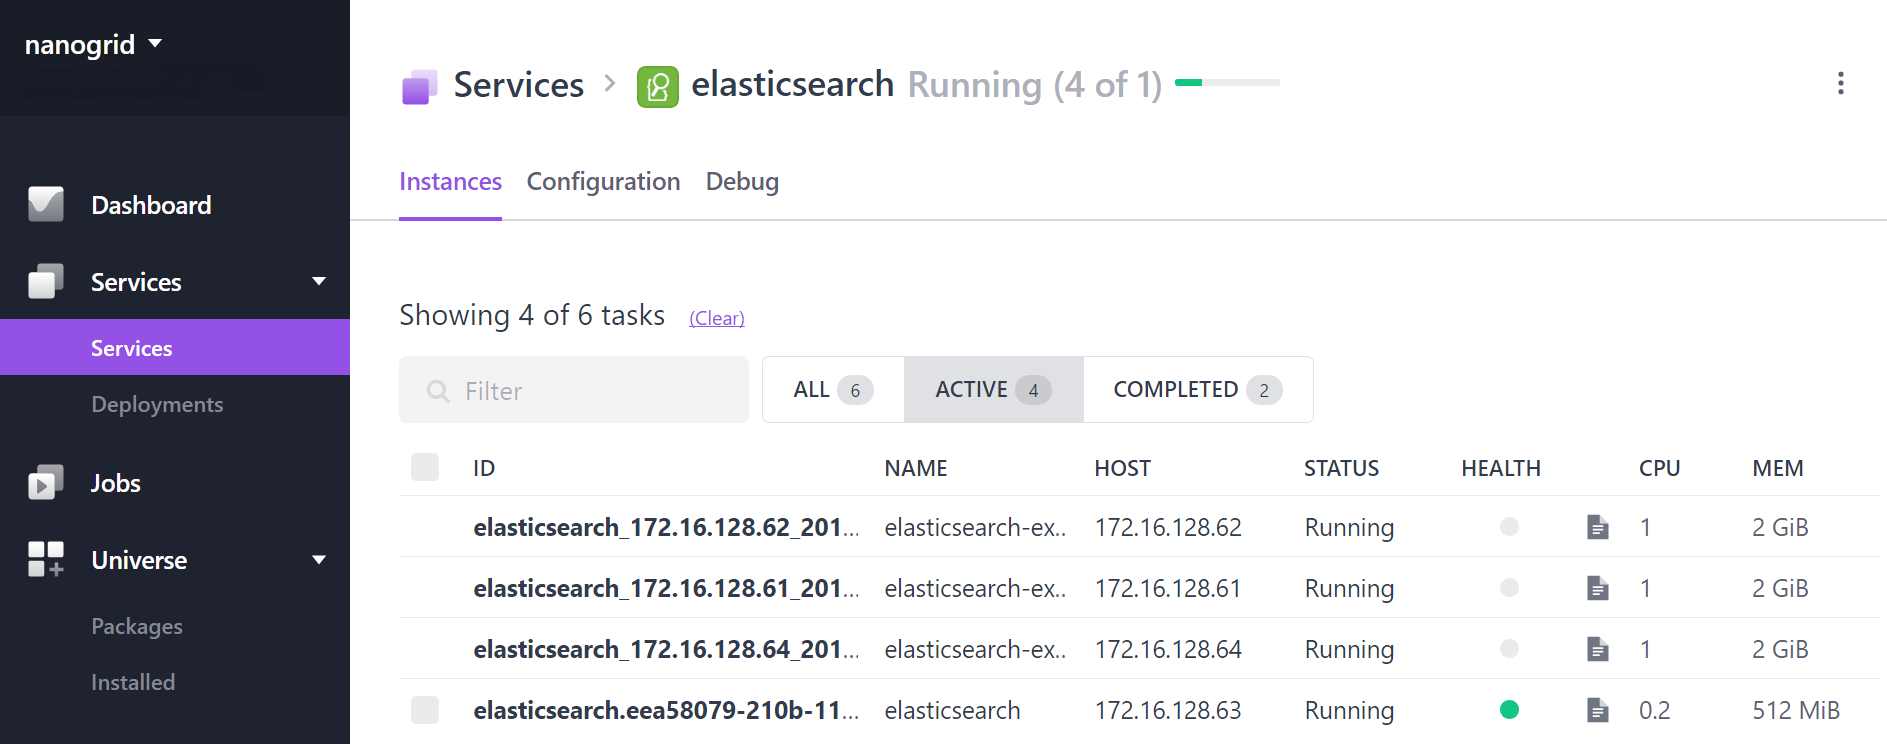 nanogrid
Dashboard
Services
Services
Deployments
Jobs
Universe
Packages
Installed
Services > elasticsearch Running (4 of 1)
Instances Configuration Debug
Showing 4 of 6 tasks (Clear)
Filter ALL 6 ACTIVE 4 COMPLETED 2
ID NAME HOST STATUS HEALTH CPU MEM
elasticsearch_172.16.128.62_201... elasticsearch-ex.. 172.16.128.62 Running 1 2 GiB
elasticsearch_172.16.128.61_201... elasticsearch-ex.. 172.16.128.61 Running 1 2 GiB
elasticsearch_172.16.128.64_201... elasticsearch-ex.. 172.16.128.64 Running 1 2 GiB
elasticsearch.eea58079-210b-11... elasticsearch 172.16.128.63 Running 0.2 512 MiB